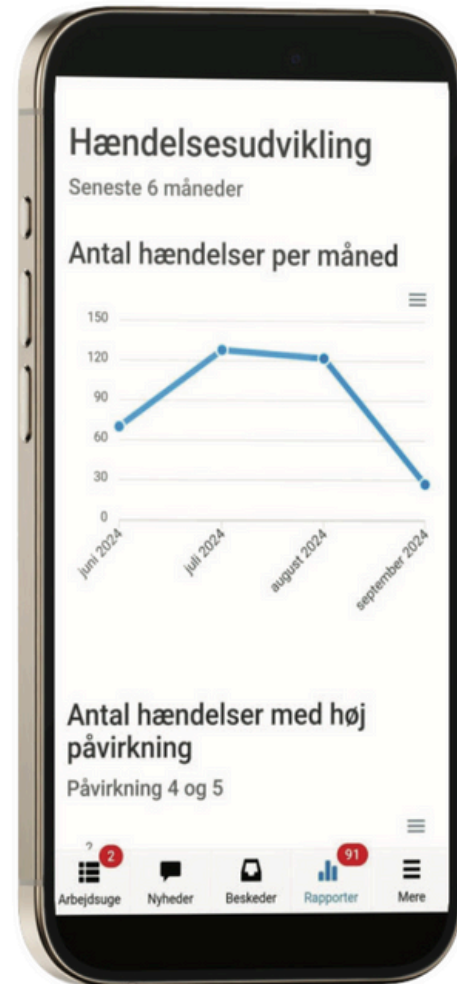 Hændelsesudvikling
Seneste 6 måneder
Antal hændelser per måned
150
120
90
60
30
0
juni 2024
juli 2024
august 2024
september 2024
Antal hændelser med høj
påvirkning
Påvirkning 4 og 5
2
91
Arbejdsuge
Nyheder
Beskeder
Rapporter
Mere